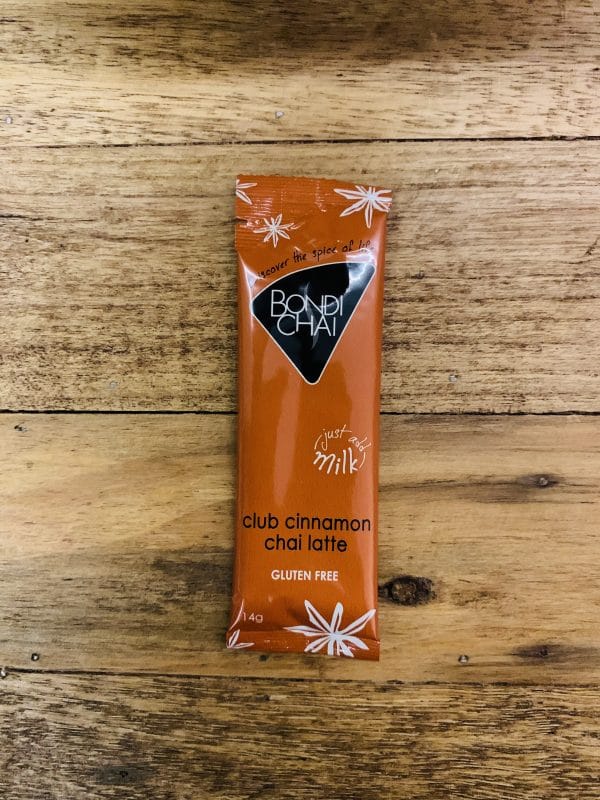 discover the spice of life
BONDI
CHAI
just add
milk
club cinnamon
chai latte
GLUTEN FREE
14g